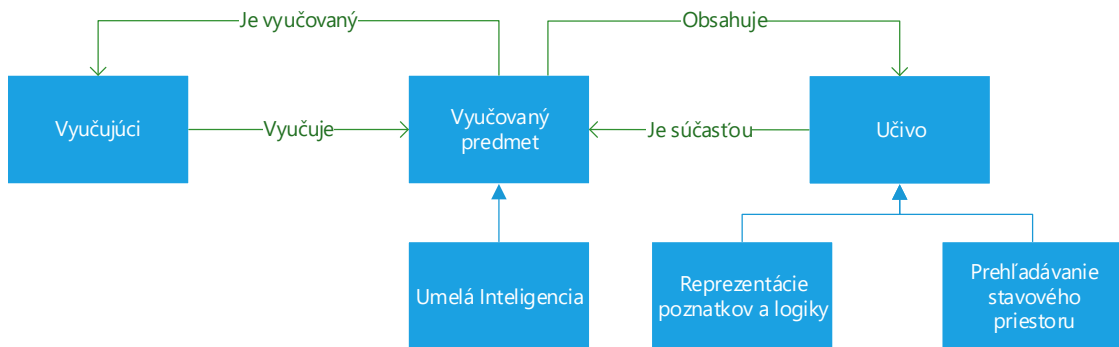 Je vyučovaný
Obsahuje
Vyučujúci
Vyučuje
Vyučovaný
predmet
Je súčasťou
Učivo
Umelá Inteligencia
Reprezentácie
poznatkov a logiky
Prehľadávanie
stavového
priestoru